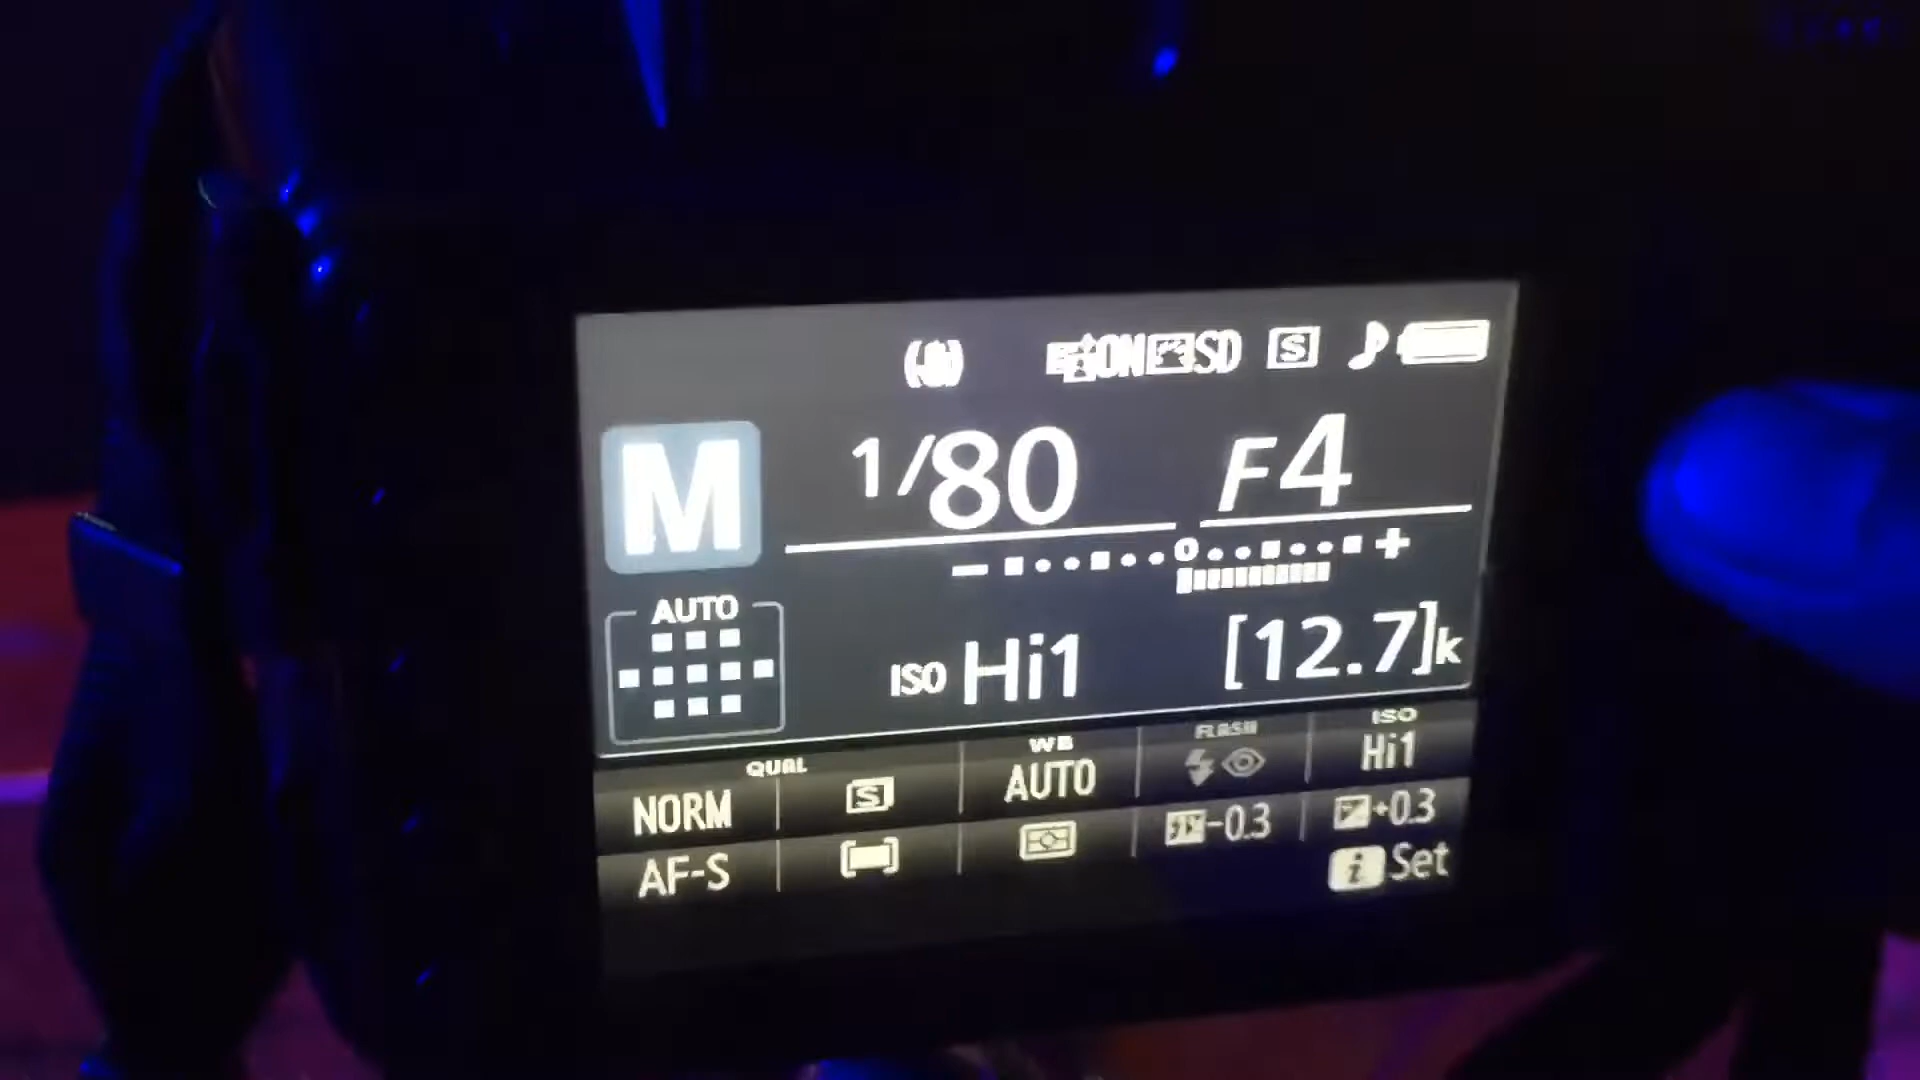 ON SD S
M 1/80 F4
– 0 +
AUTO
ISO Hi1 [12.7]k
QUAL WB FLASH ISO
NORM S AUTO Hi1
AF-S -0.3 +0.3
i Set